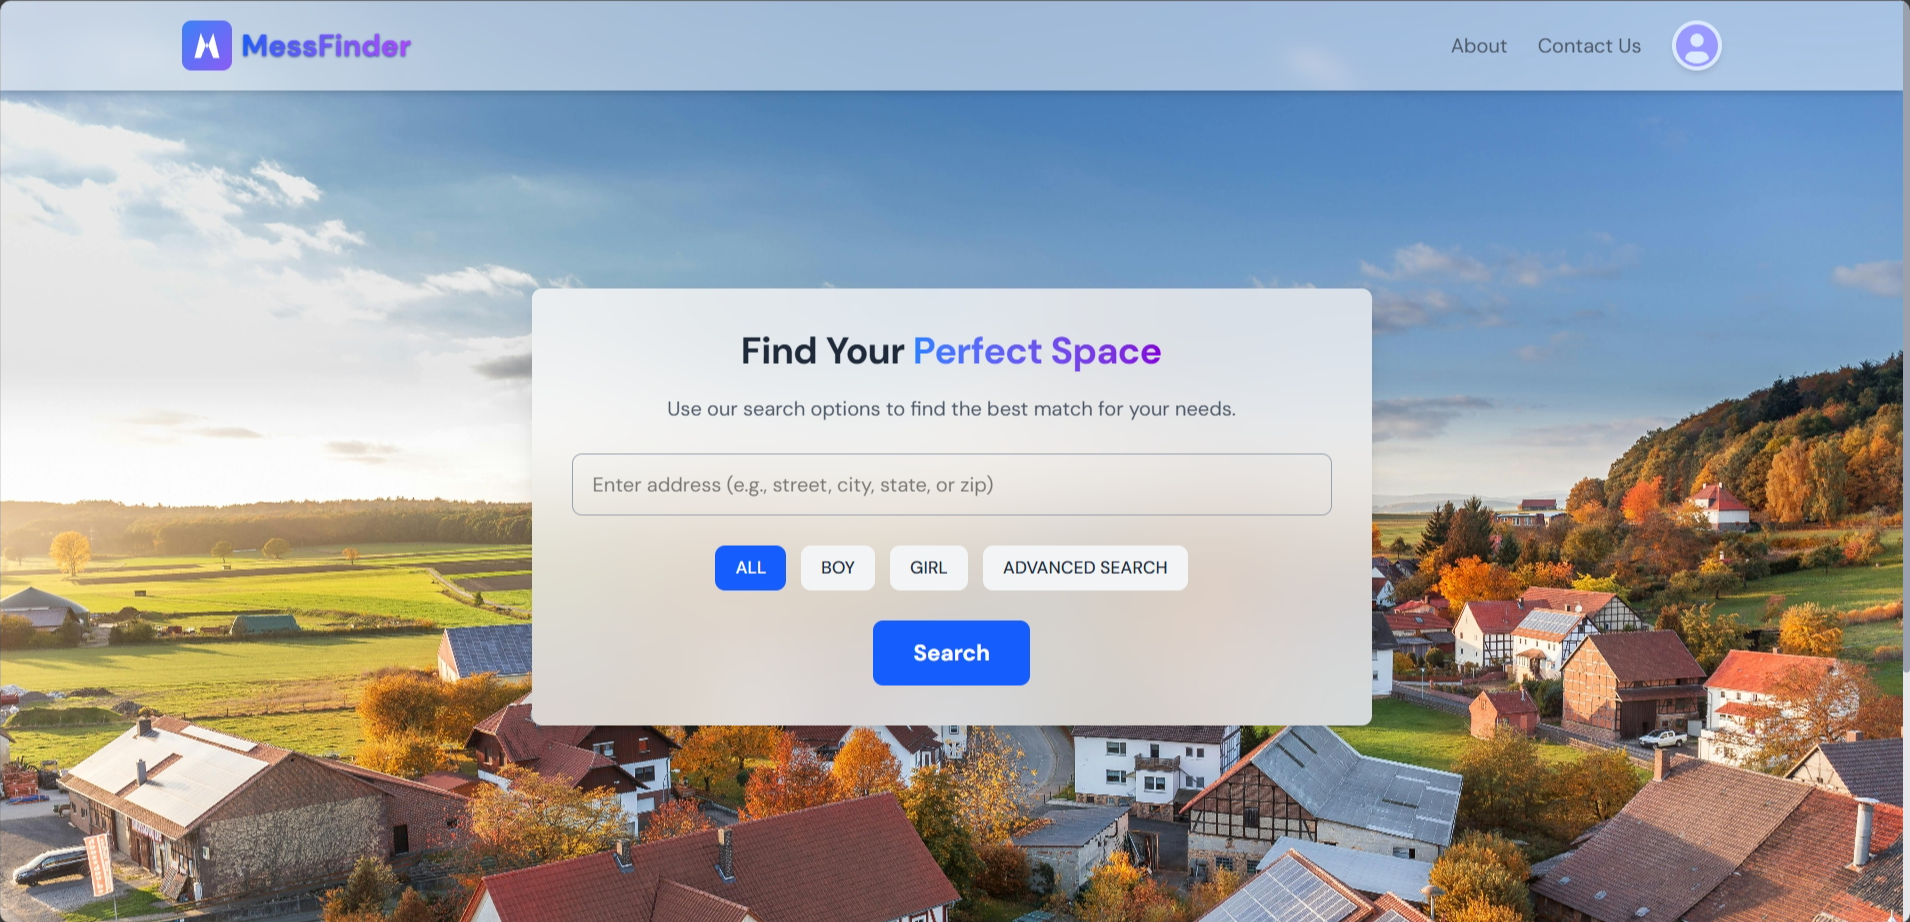 MessFinder
About
Contact Us
Find Your Perfect Space
Use our search options to find the best match for your needs.
Enter address (e.g., street, city, state, or zip)
ALL
BOY
GIRL
ADVANCED SEARCH
Search